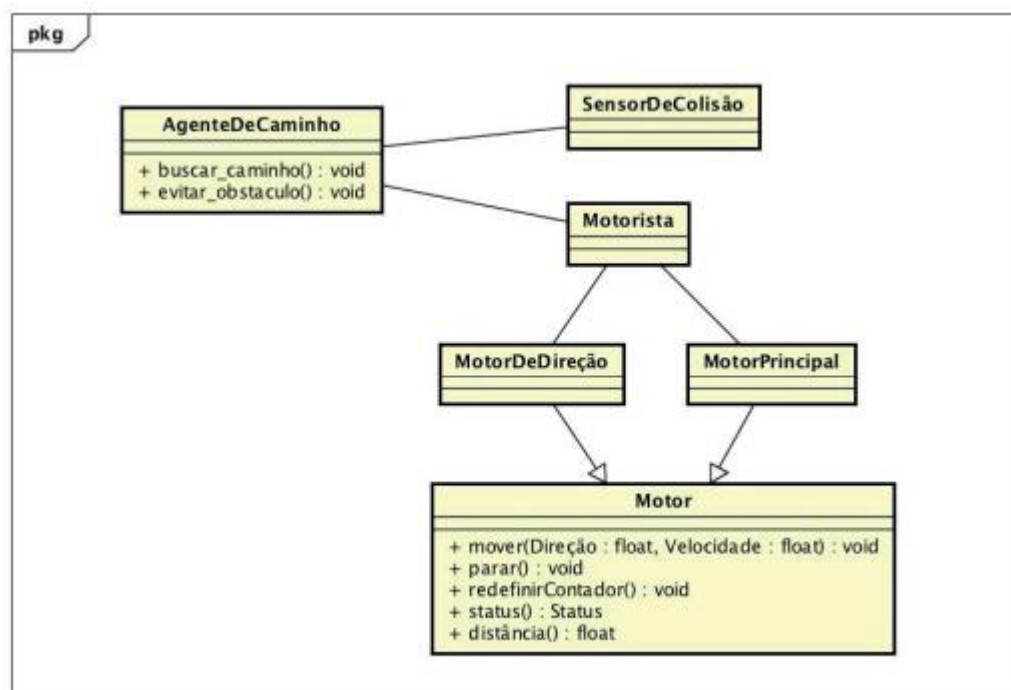 pkg
AgenteDeCaminho
+ buscar_caminho() : void
+ evitar_obstaculo() : void
SensorDeColisão
Motorista
MotorDeDireção
MotorPrincipal
Motor
+ mover(Direção : float, Velocidade : float) : void
+ parar() : void
+ redefinirContador() : void
+ status() : Status
+ distância() : float